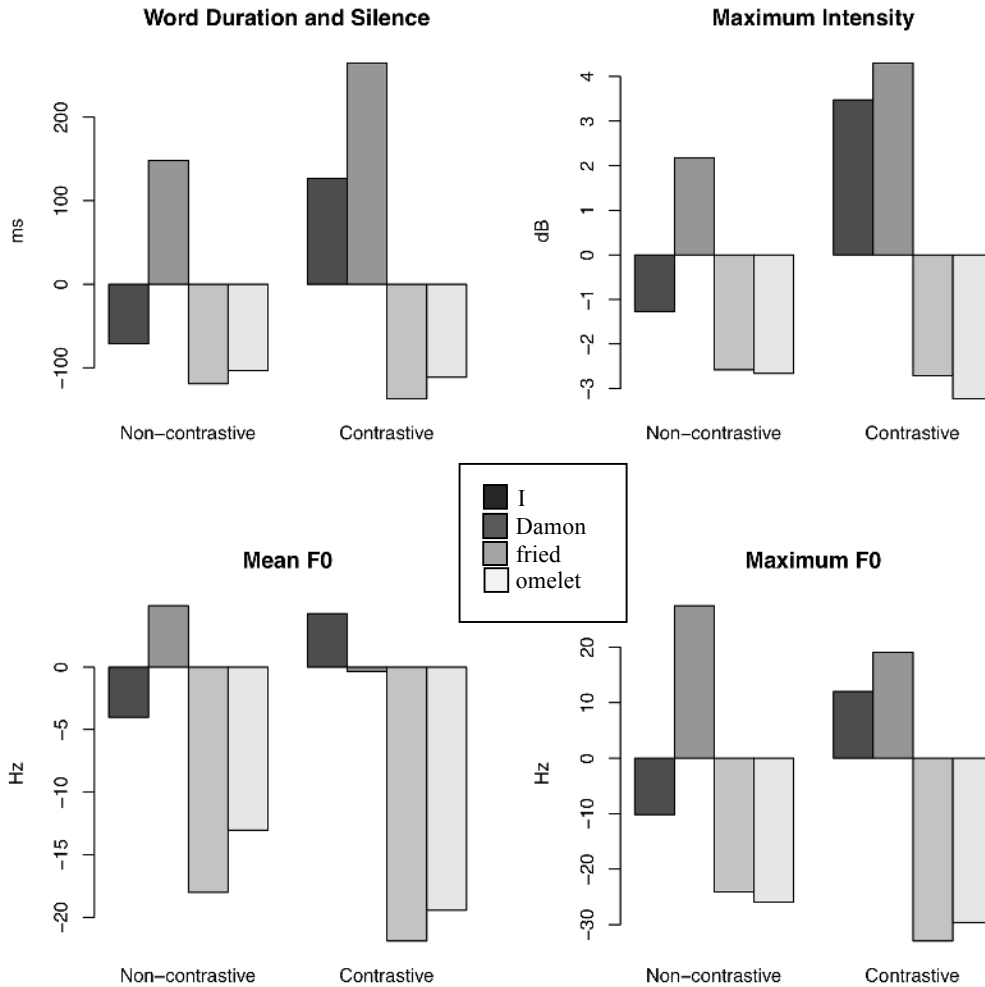 Word Duration and Silence
ms
200
100
0
−100
Non−contrastive
Contrastive
Maximum Intensity
dB
4
3
2
1
0
−1
−2
−3
Non−contrastive
Contrastive
I
Damon
fried
omelet
Mean F0
Hz
0
−5
−10
−15
−20
Non−contrastive
Contrastive
Maximum F0
Hz
20
10
0
−10
−20
−30
Non−contrastive
Contrastive